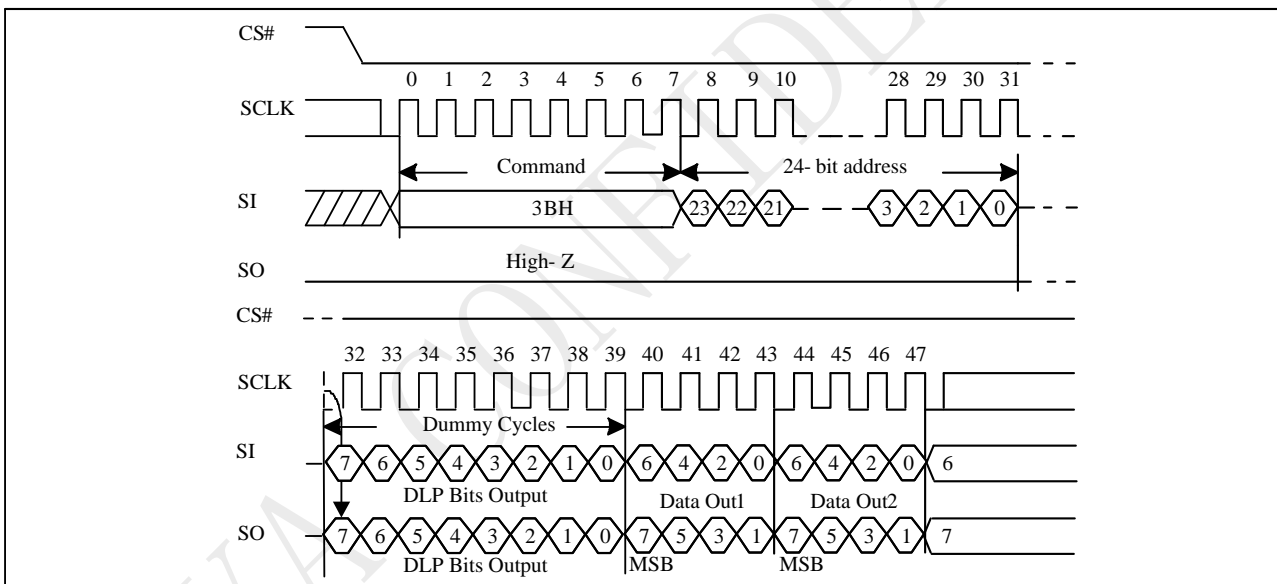 CS#
0 1 2 3 4 5 6 7 8 9 10 28 29 30 31
SCLK
Command 24- bit address
SI
3BH 23 22 21 3 2 1 0
SO High- Z
CS#
32 33 34 35 36 37 38 39 40 41 42 43 44 45 46 47
SCLK
Dummy Cycles
SI 7 6 5 4 3 2 1 0 6 4 2 0 6 4 2 0 6
DLP Bits Output Data Out1 Data Out2
SO 7 6 5 4 3 2 1 0 7 5 3 1 7 5 3 1 7
DLP Bits Output MSB MSB